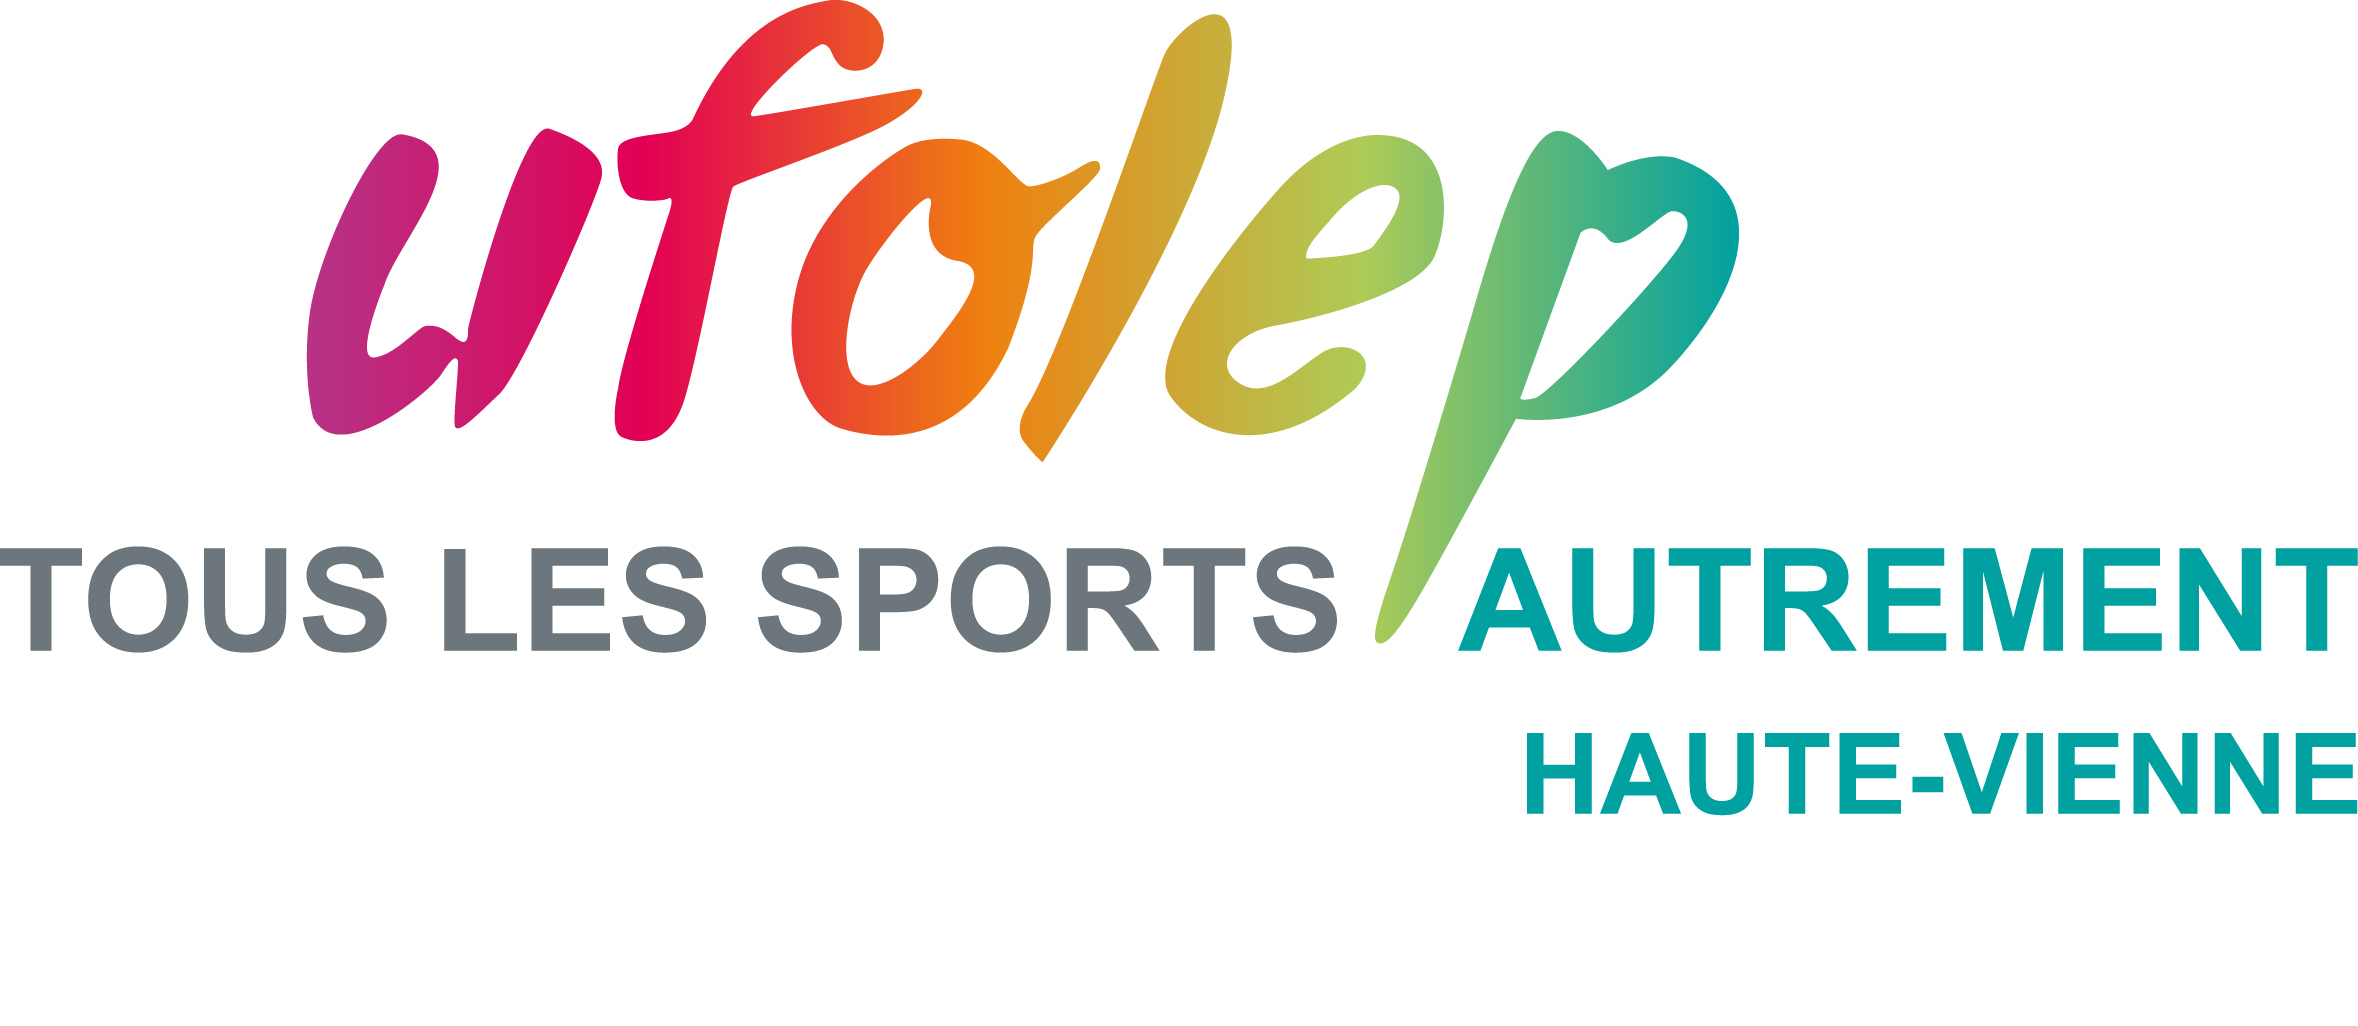 ufolep
TOUS LES SPORTS AUTREMENT
HAUTE-VIENNE